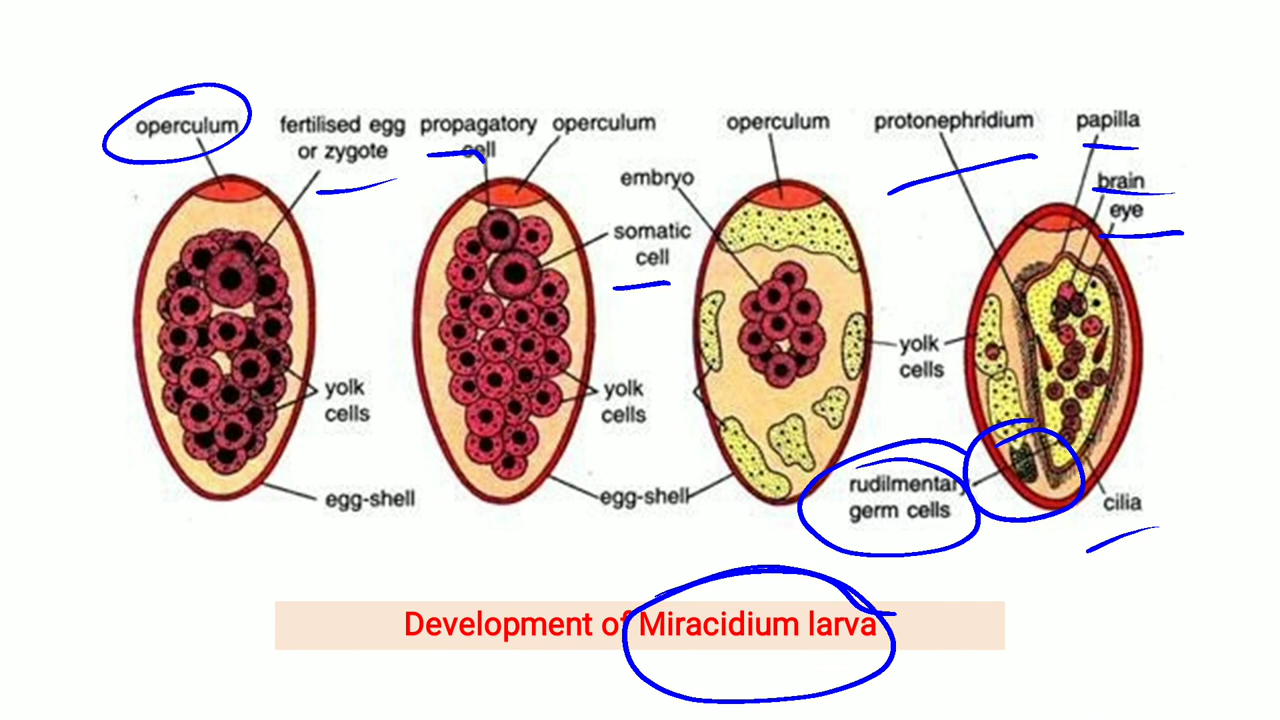 operculum
fertilised egg
or zygote
propagatory
cell
operculum
operculum
protonephridium
papilla
brain
eye
embryo
somatic
cell
yolk
cells
yolk
cells
yolk
cells
egg-shell
egg-shell
rudilmentary
germ cells
cilia
Development of Miracidium larva